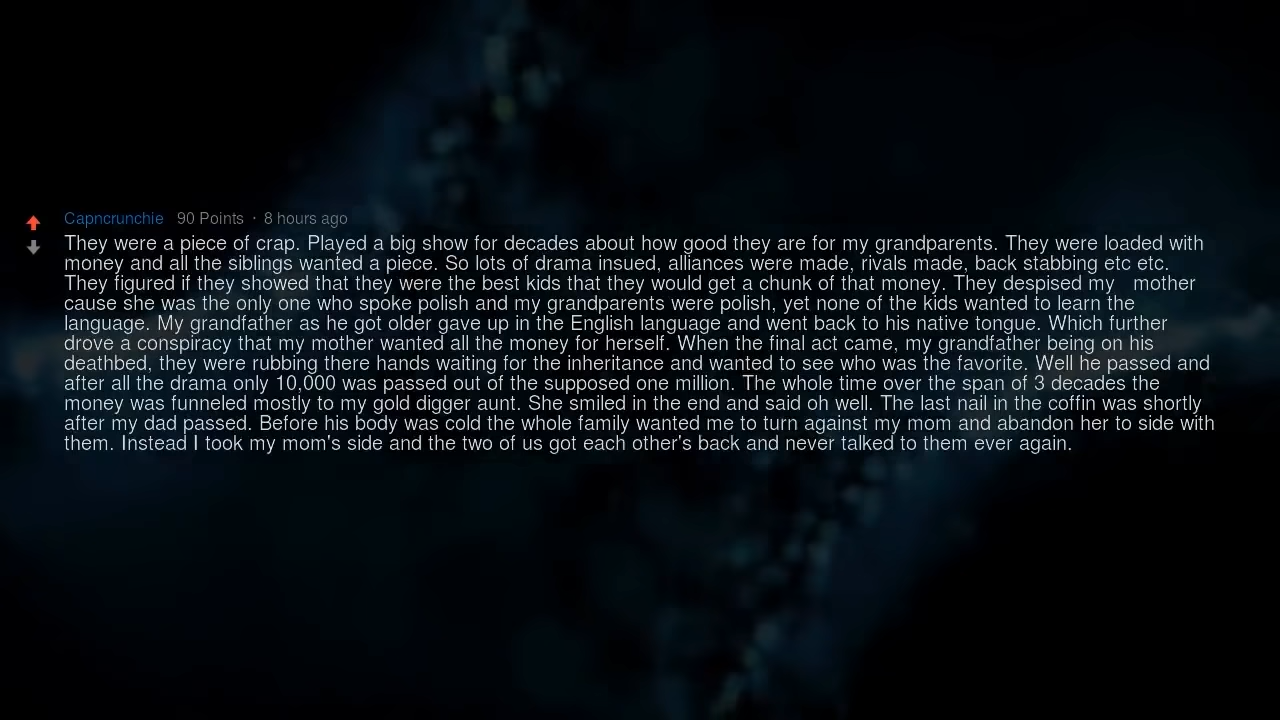 Capncrunchie 90 Points · 8 hours ago
They were a piece of crap. Played a big show for decades about how good they are for my grandparents. They were loaded with
money and all the siblings wanted a piece. So lots of drama insued, alliances were made, rivals made, back stabbing etc etc.
They figured if they showed that they were the best kids that they would get a chunk of that money. They despised my mother
cause she was the only one who spoke polish and my grandparents were polish, yet none of the kids wanted to learn the
language. My grandfather as he got older gave up in the English language and went back to his native tongue. Which further
drove a conspiracy that my mother wanted all the money for herself. When the final act came, my grandfather being on his
deathbed, they were rubbing there hands waiting for the inheritance and wanted to see who was the favorite. Well he passed and
after all the drama only 10,000 was passed out of the supposed one million. The whole time over the span of 3 decades the
money was funneled mostly to my gold digger aunt. She smiled in the end and said oh well. The last nail in the coffin was shortly
after my dad passed. Before his body was cold the whole family wanted me to turn against my mom and abandon her to side with
them. Instead I took my mom's side and the two of us got each other's back and never talked to them ever again.